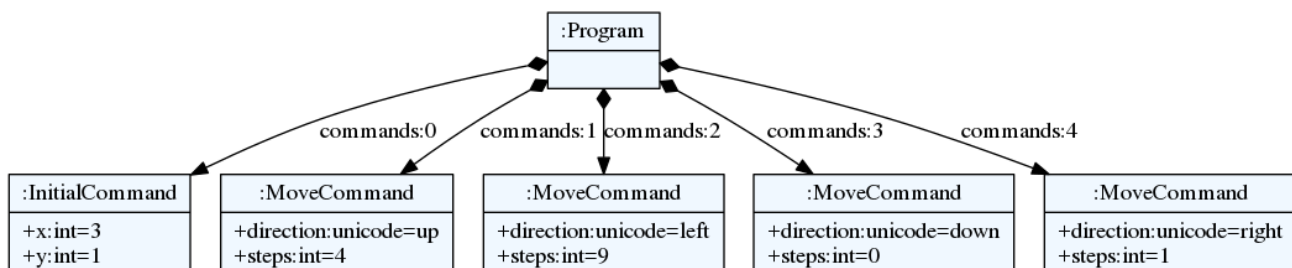 :Program
commands:0
commands:1
commands:2
commands:3
commands:4
:InitialCommand
+x:int=3
+y:int=1
:MoveCommand
+direction:unicode=up
+steps:int=4
:MoveCommand
+direction:unicode=left
+steps:int=9
:MoveCommand
+direction:unicode=down
+steps:int=0
:MoveCommand
+direction:unicode=right
+steps:int=1